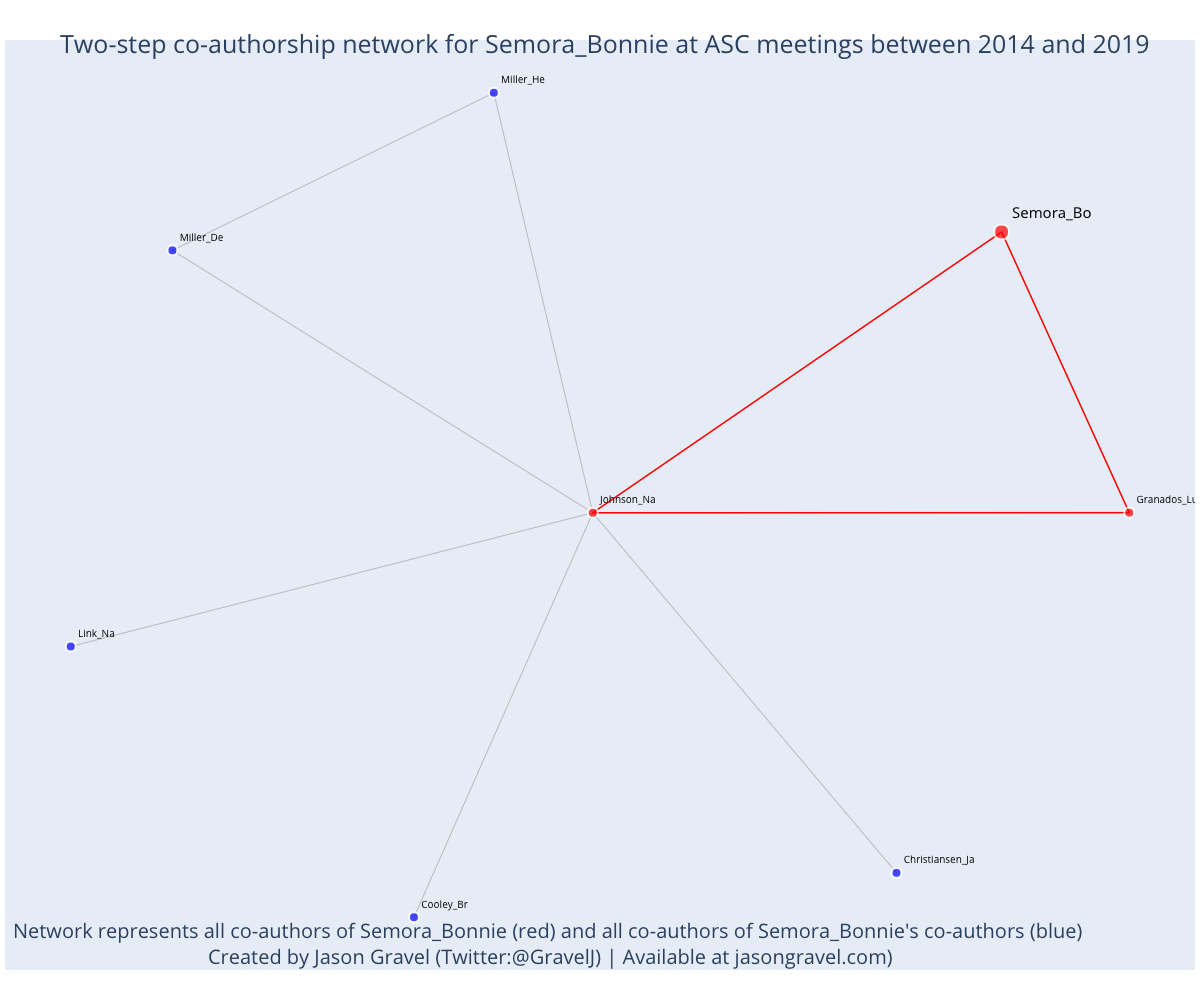 Two-step co-authorship network for Semora_Bonnie at ASC meetings between 2014 and 2019
Miller_He
Semora_Bo
Miller_De
Johnson_Na
Granados_Lu
Link_Na
Christiansen_Ja
Cooley_Br
Network represents all co-authors of Semora_Bonnie (red) and all co-authors of Semora_Bonnie's co-authors (blue)
Created by Jason Gravel (Twitter:@GravelJ) | Available at jasongravel.com)